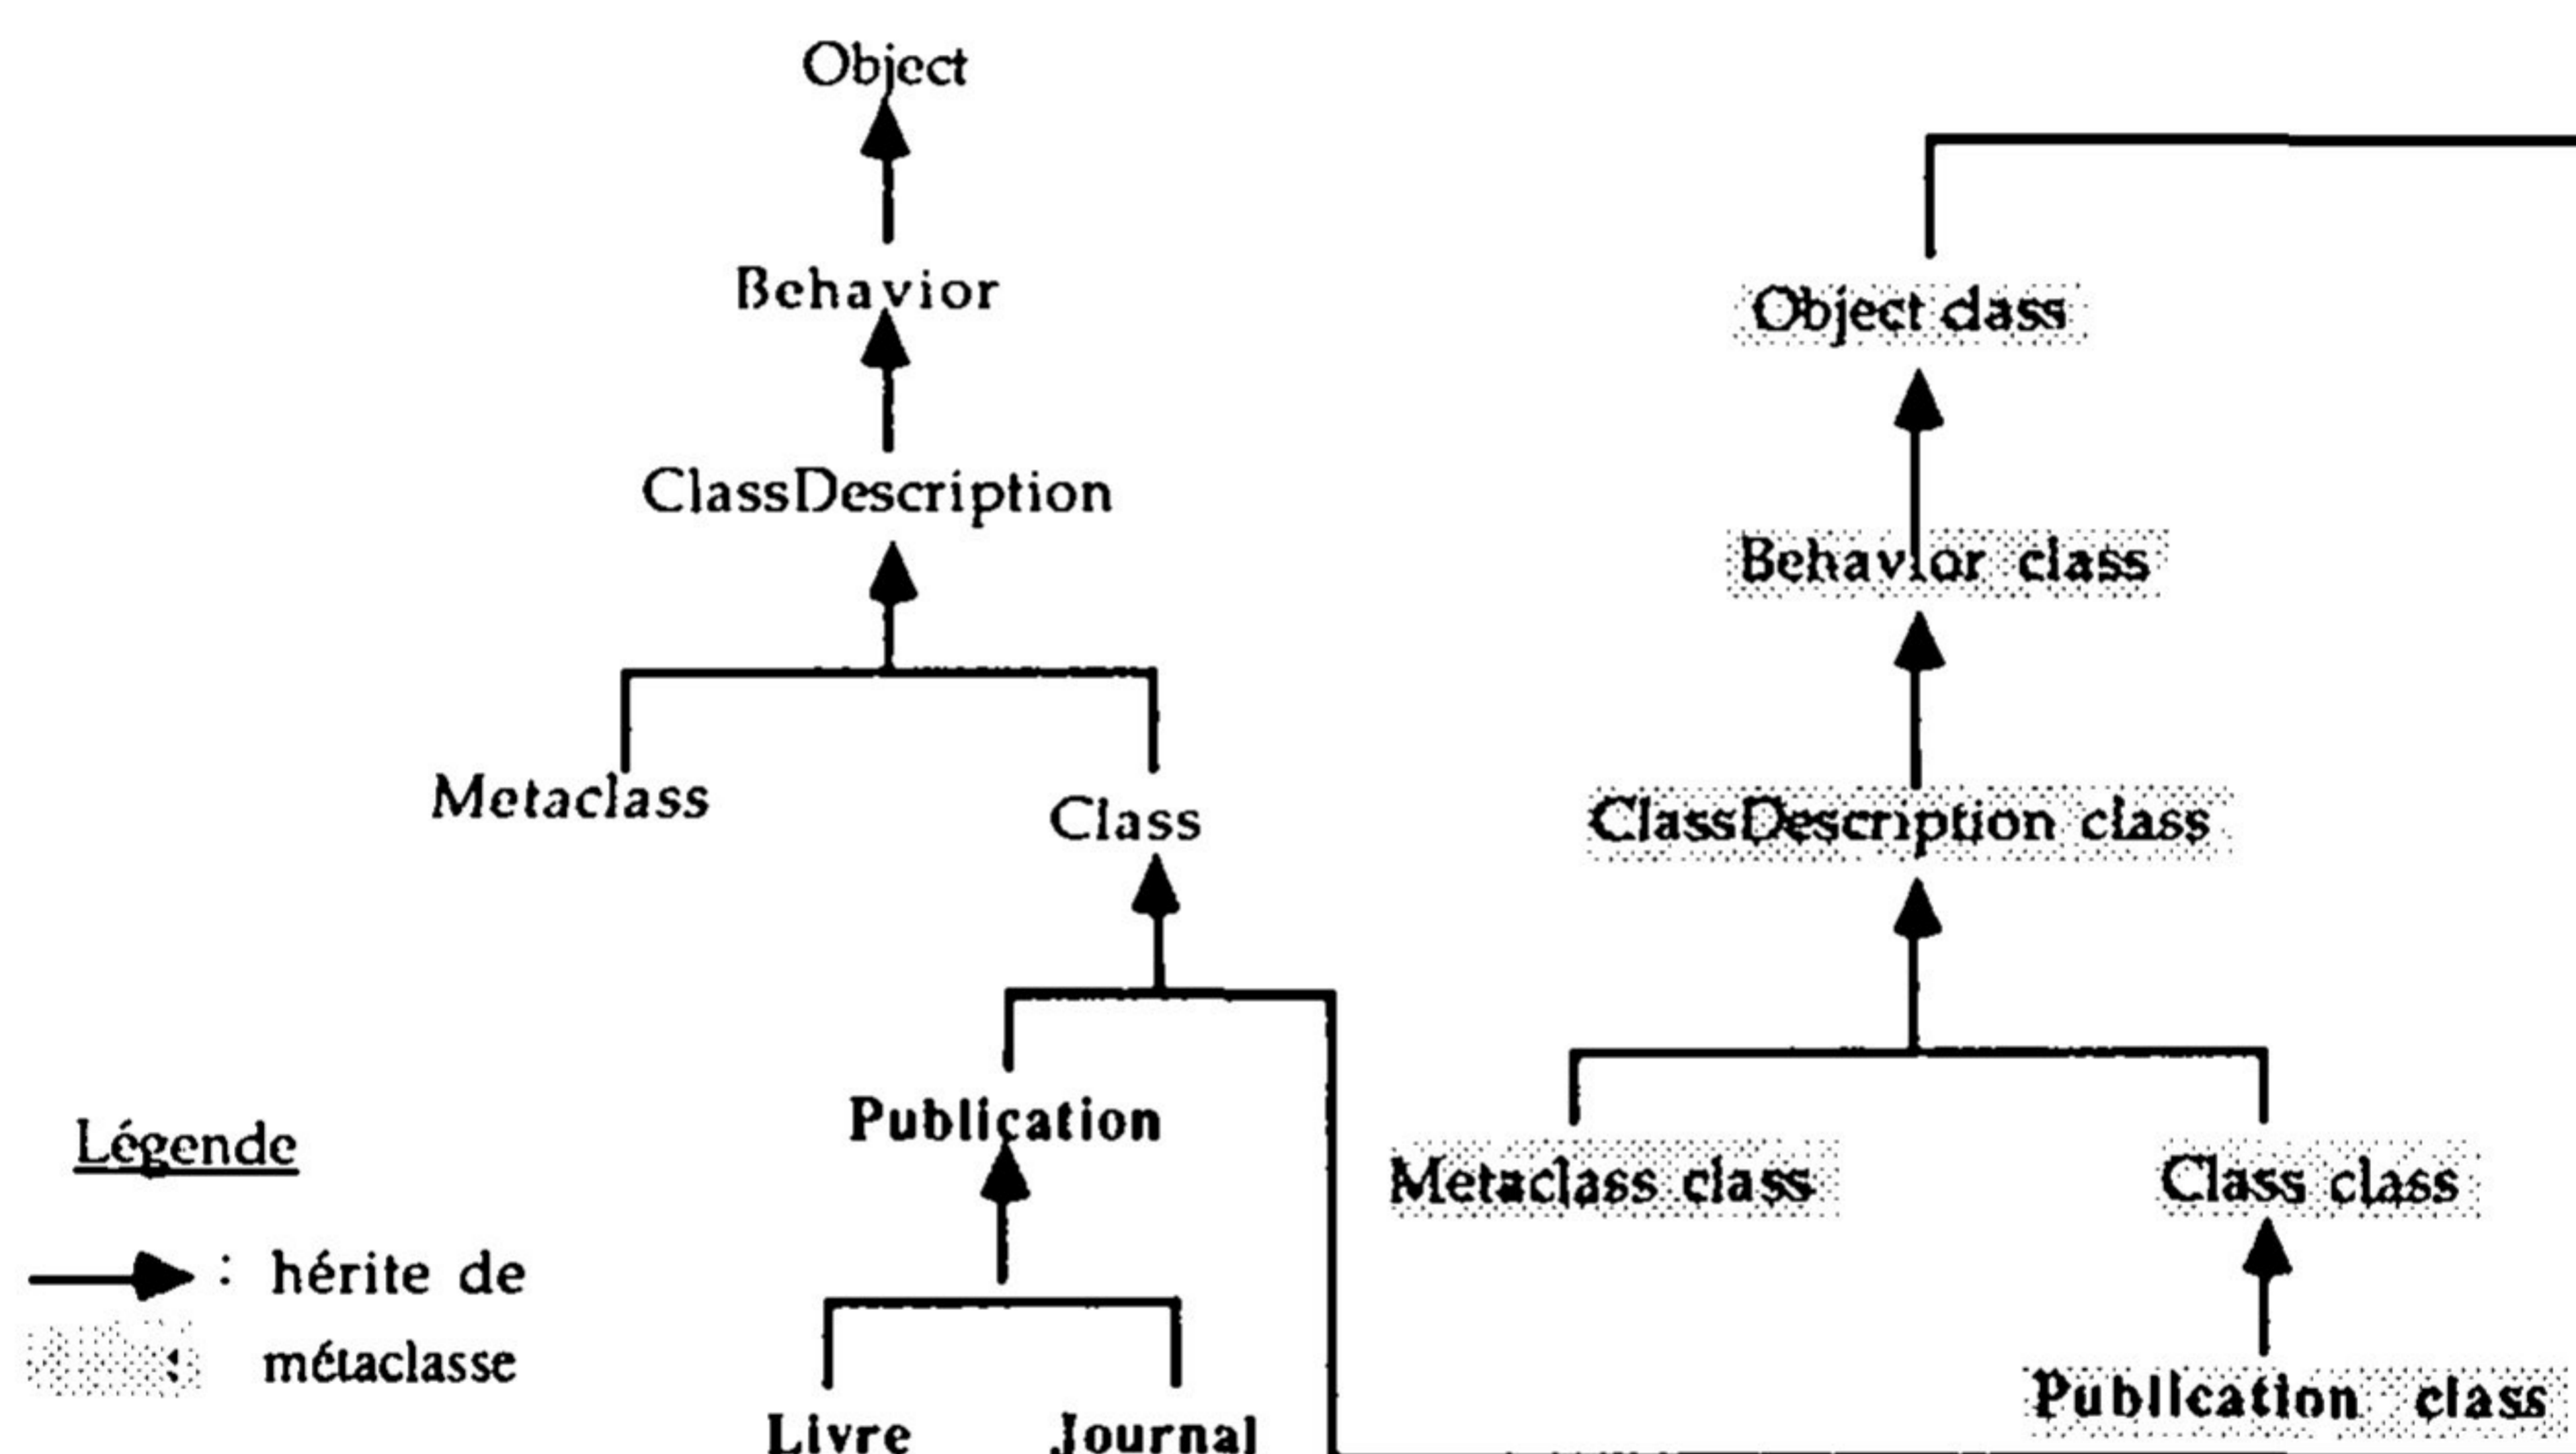 Object
Behavior
ClassDescription
Metaclass
Class
Publication
Livre Journal
Légende
: hérite de
: métaclasse
Object class
Behavior class
ClassDescription class
Metaclass class
Class class
Publication class